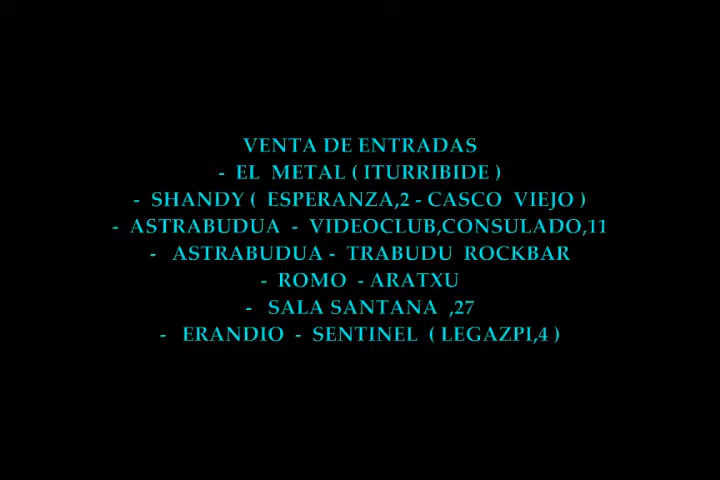 VENTA DE ENTRADAS
- EL METAL ( ITURRIBIDE )
- SHANDY ( ESPERANZA,2 - CASCO VIEJO )
- ASTRABUDUA - VIDEOCLUB,CONSULADO,11
- ASTRABUDUA - TRABUDU ROCKBAR
- ROMO - ARATXU
- SALA SANTANA ,27
- ERANDIO - SENTINEL ( LEGAZPI,4 )